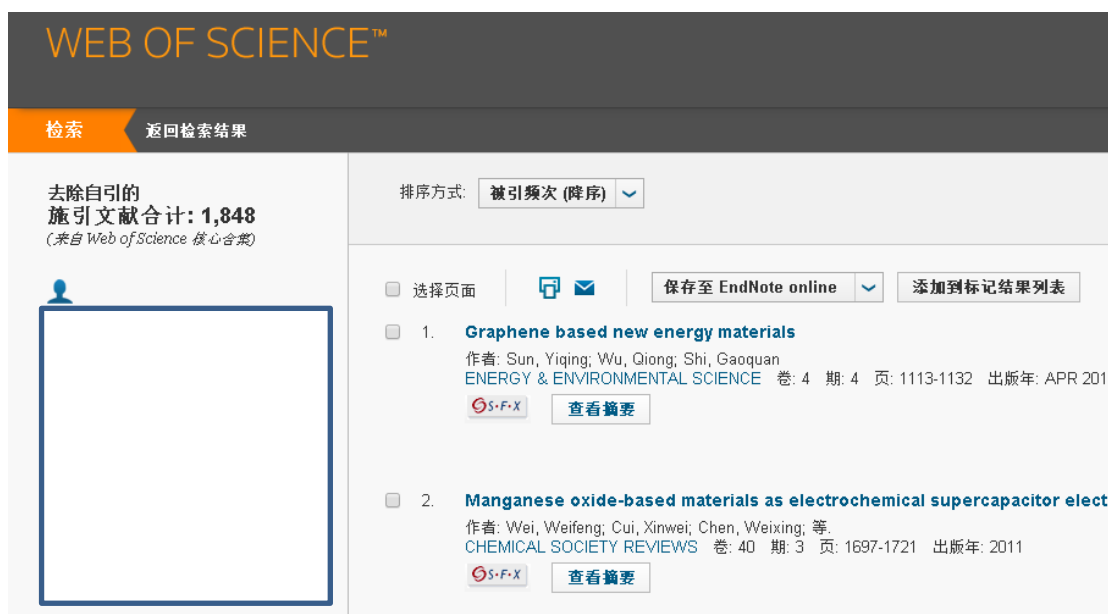 WEB OF SCIENCE™
检索
返回检索结果
去除自引的
施引文献合计: 1,848
(来自 Web of Science 核心合集)
排序方式: 被引频次 (降序)
选择页面
保存至 EndNote online
添加到标记结果列表
1. Graphene based new energy materials
作者: Sun, Yiqing; Wu, Qiong; Shi, Gaoquan
ENERGY & ENVIRONMENTAL SCIENCE 卷: 4 期: 4 页: 1113-1132 出版年: APR 201
S·F·X 查看摘要
2. Manganese oxide-based materials as electrochemical supercapacitor elect
作者: Wei, Weifeng; Cui, Xinwei; Chen, Weixing; 等.
CHEMICAL SOCIETY REVIEWS 卷: 40 期: 3 页: 1697-1721 出版年: 2011
S·F·X 查看摘要